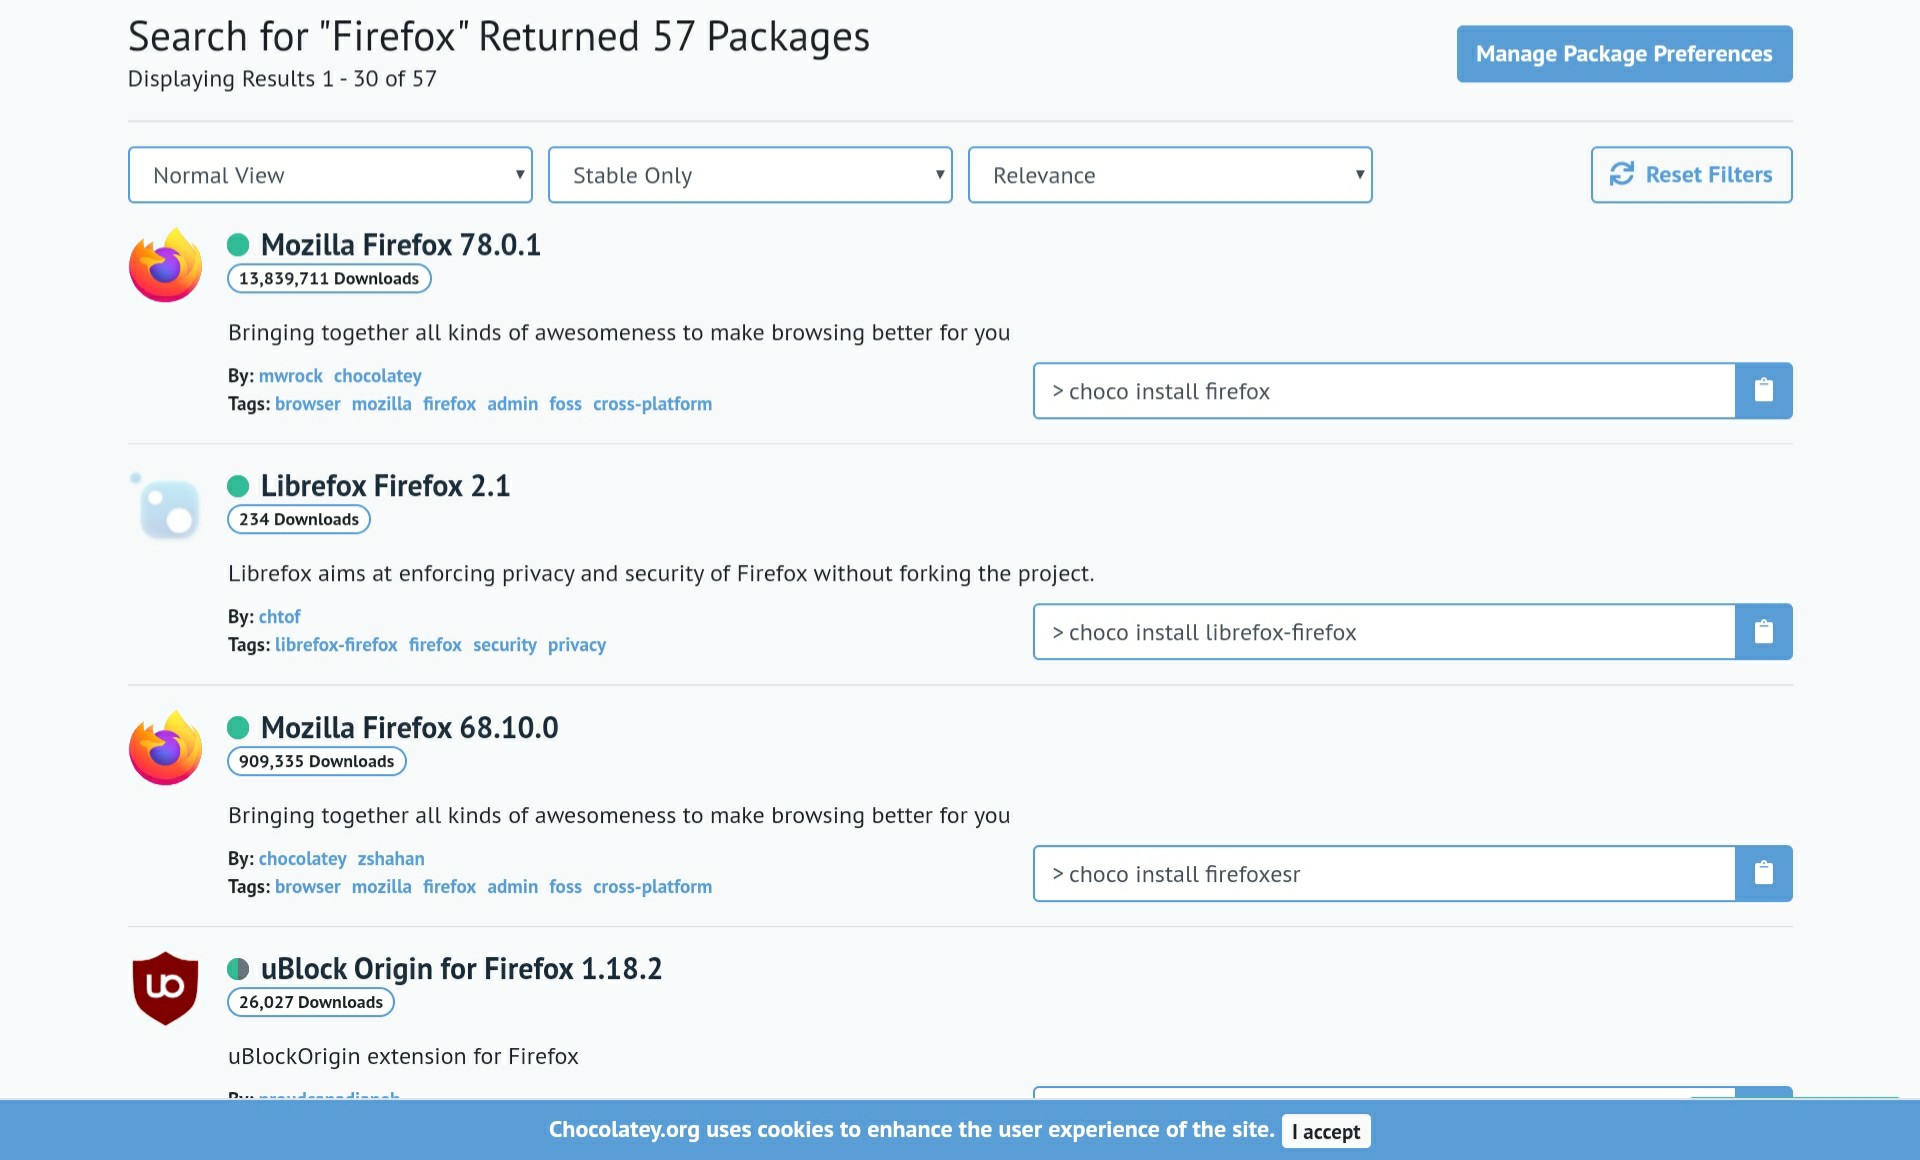 Search for "Firefox" Returned 57 Packages
Manage Package Preferences
Displaying Results 1 - 30 of 57
Normal View
Stable Only
Relevance
Reset Filters
Mozilla Firefox 78.0.1
13,839,711 Downloads
Bringing together all kinds of awesomeness to make browsing better for you
By: mwrock chocolatey
Tags: browser mozilla firefox admin foss cross-platform
> choco install firefox
Librefox Firefox 2.1
234 Downloads
Librefox aims at enforcing privacy and security of Firefox without forking the project.
By: chtof
Tags: librefox-firefox firefox security privacy
> choco install librefox-firefox
Mozilla Firefox 68.10.0
909,335 Downloads
Bringing together all kinds of awesomeness to make browsing better for you
By: chocolatey zshahan
Tags: browser mozilla firefox admin foss cross-platform
> choco install firefoxesr
uo
uBlock Origin for Firefox 1.18.2
26,027 Downloads
uBlockOrigin extension for Firefox
By:
Chocolatey.org uses cookies to enhance the user experience of the site.
I accept